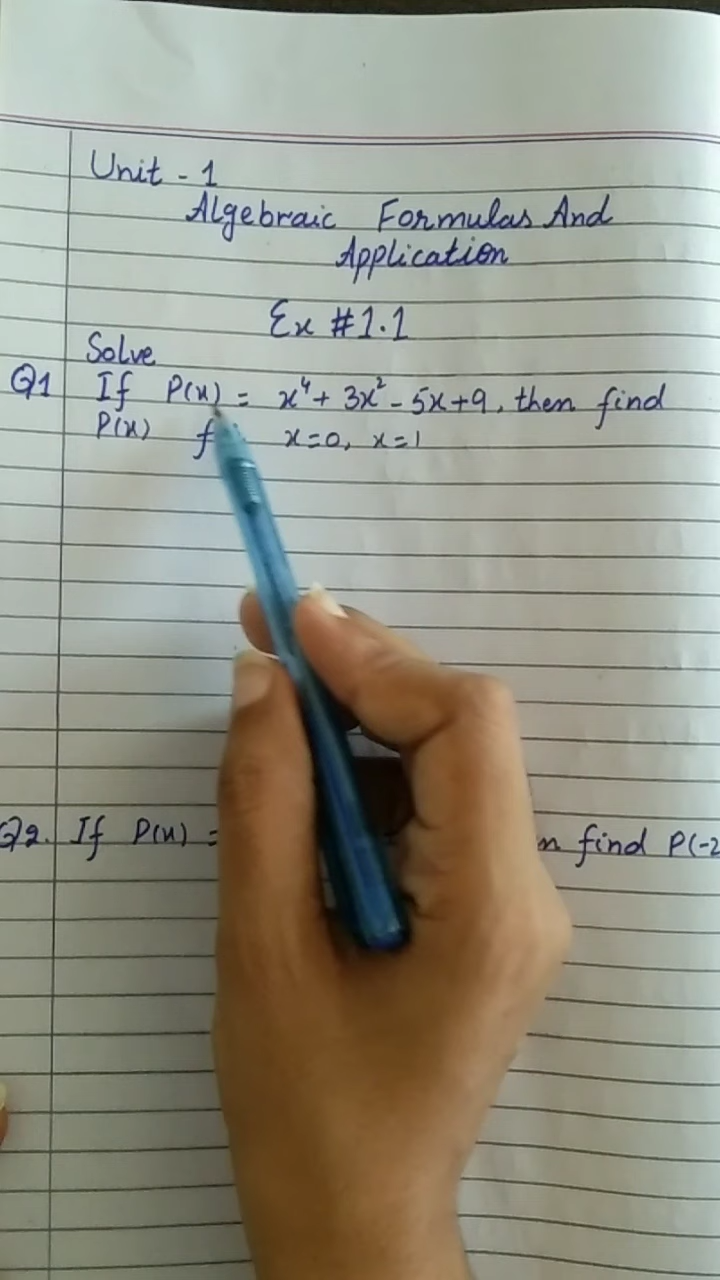 Unit - 1
Algebraic Formulas And
Application
Ex #1.1
Solve
Q1 If P(x) = x⁴ + 3x² - 5x + 9, then find
P(x) f x=0, x=1
Q2. If P(x) = find P(-2